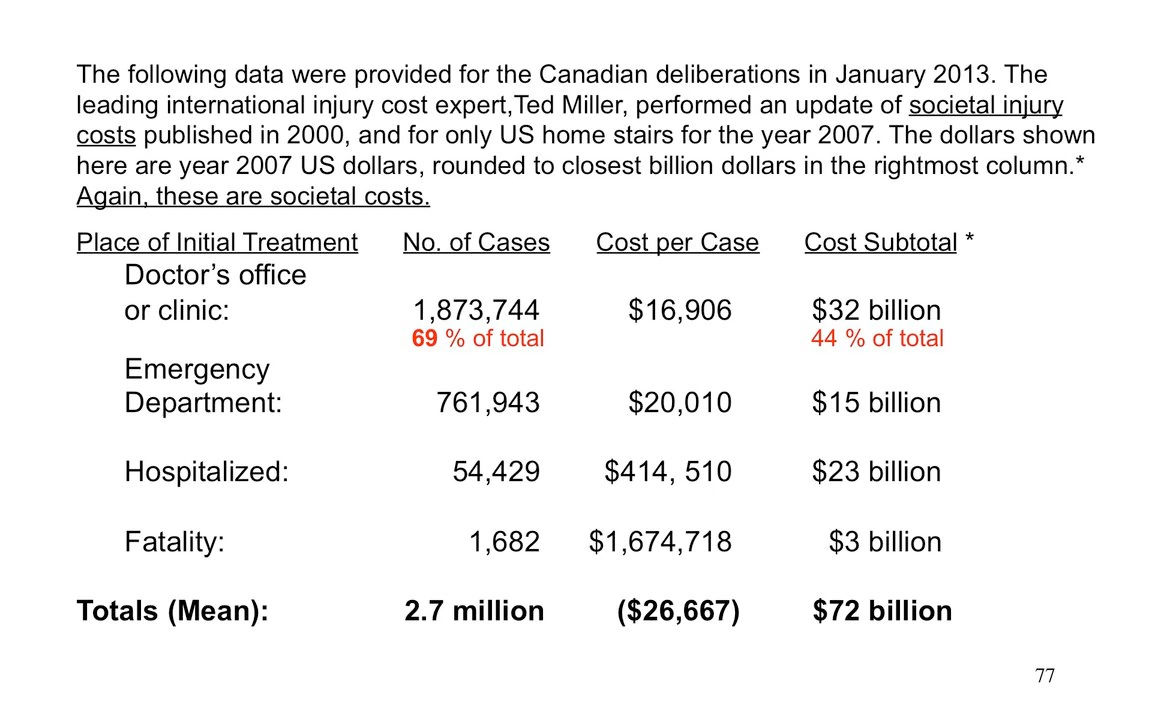 The following data were provided for the Canadian deliberations in January 2013. The
leading international injury cost expert,Ted Miller, performed an update of societal injury
costs published in 2000, and for only US home stairs for the year 2007. The dollars shown
here are year 2007 US dollars, rounded to closest billion dollars in the rightmost column.*
Again, these are societal costs.
Place of Initial Treatment No. of Cases Cost per Case Cost Subtotal *
Doctor’s office
or clinic: 1,873,744 $16,906 $32 billion
69 % of total 44 % of total
Emergency
Department: 761,943 $20,010 $15 billion
Hospitalized: 54,429 $414, 510 $23 billion
Fatality: 1,682 $1,674,718 $3 billion
Totals (Mean): 2.7 million ($26,667) $72 billion
77